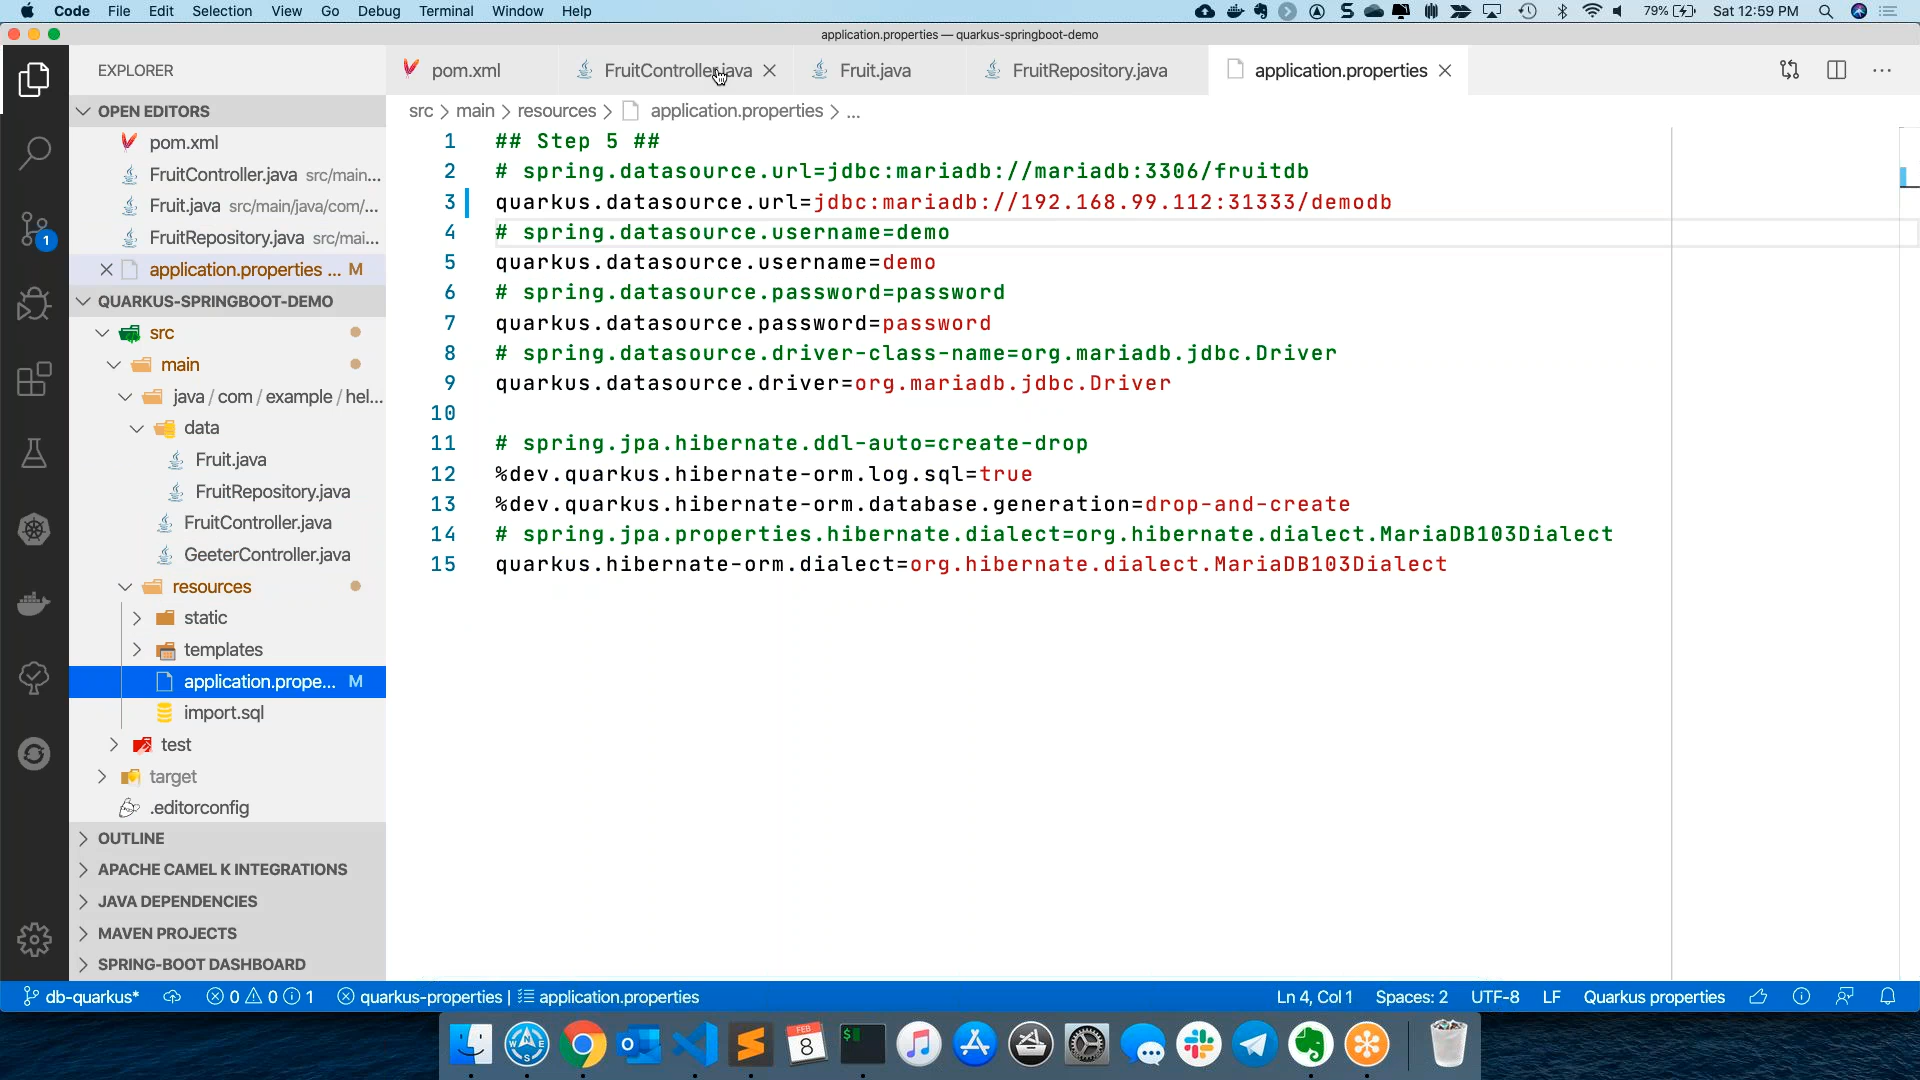 Code File Edit Selection View Go Debug Terminal Window Help 79% Sat 12:59 PM
application.properties — quarkus-springboot-demo
EXPLORER
pom.xml FruitController.java Fruit.java FruitRepository.java application.properties
OPEN EDITORS
pom.xml
FruitController.java src/main...
Fruit.java src/main/java/com/...
FruitRepository.java src/mai...
application.properties ... M
QUARKUS-SPRINGBOOT-DEMO
src
main
java / com / example / hel...
data
Fruit.java
FruitRepository.java
FruitController.java
GeeterController.java
resources
static
templates
application.prope... M
import.sql
test
target
.editorconfig
OUTLINE
APACHE CAMEL K INTEGRATIONS
JAVA DEPENDENCIES
MAVEN PROJECTS
SPRING-BOOT DASHBOARD
1
src > main > resources > application.properties > ...
1 ## Step 5 ##
2 # spring.datasource.url=jdbc:mariadb://mariadb:3306/fruitdb
3 quarkus.datasource.url=jdbc:mariadb://192.168.99.112:31333/demodb
4 # spring.datasource.username=demo
5 quarkus.datasource.username=demo
6 # spring.datasource.password=password
7 quarkus.datasource.password=password
8 # spring.datasource.driver-class-name=org.mariadb.jdbc.Driver
9 quarkus.datasource.driver=org.mariadb.jdbc.Driver
10
11 # spring.jpa.hibernate.ddl-auto=create-drop
12 %dev.quarkus.hibernate-orm.log.sql=true
13 %dev.quarkus.hibernate-orm.database.generation=drop-and-create
14 # spring.jpa.properties.hibernate.dialect=org.hibernate.dialect.MariaDB103Dialect
15 quarkus.hibernate-orm.dialect=org.hibernate.dialect.MariaDB103Dialect
db-quarkus* 0 0 1 quarkus-properties | application.properties Ln 4, Col 1 Spaces: 2 UTF-8 LF Quarkus properties
FEB
8